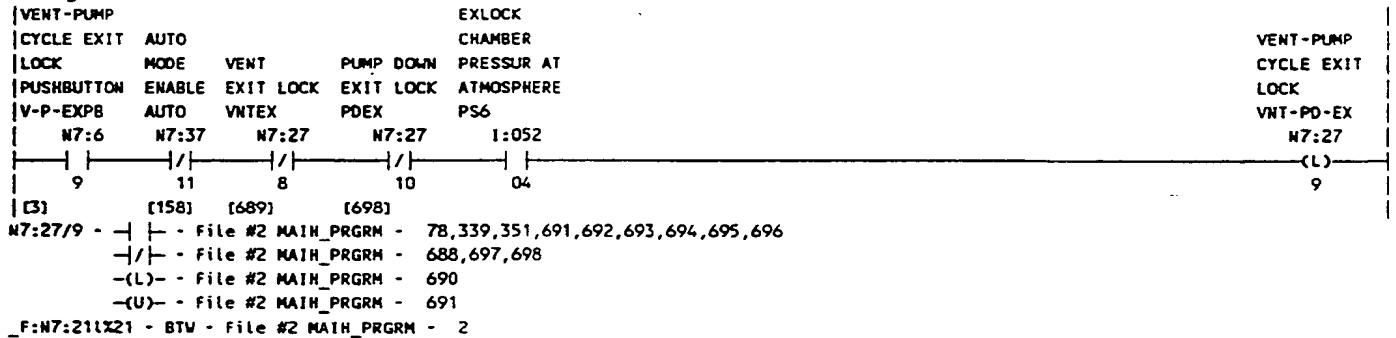 VENT-PUMP EXLOCK
CYCLE EXIT AUTO CHAMBER VENT-PUMP
LOCK MODE VENT PUMP DOWN PRESSUR AT CYCLE EXIT
PUSHBUTTON ENABLE EXIT LOCK EXIT LOCK ATMOSPHERE LOCK
V-P-EXPB AUTO VNTEX PDEX PS6 VNT-PD-EX
N7:6 N7:37 N7:27 N7:27 I:052 N7:27
(L)
9 11 8 10 04 9
[3] [158] [689] [698]
N7:27/9 - -| |- - File #2 MAIN_PRGRM - 78,339,351,691,692,693,694,695,696
-|/|- - File #2 MAIN_PRGRM - 688,697,698
-(L)- - File #2 MAIN_PRGRM - 690
-(U)- - File #2 MAIN_PRGRM - 691
_F:N7:21l%21 - BTW - File #2 MAIN_PRGRM - 2